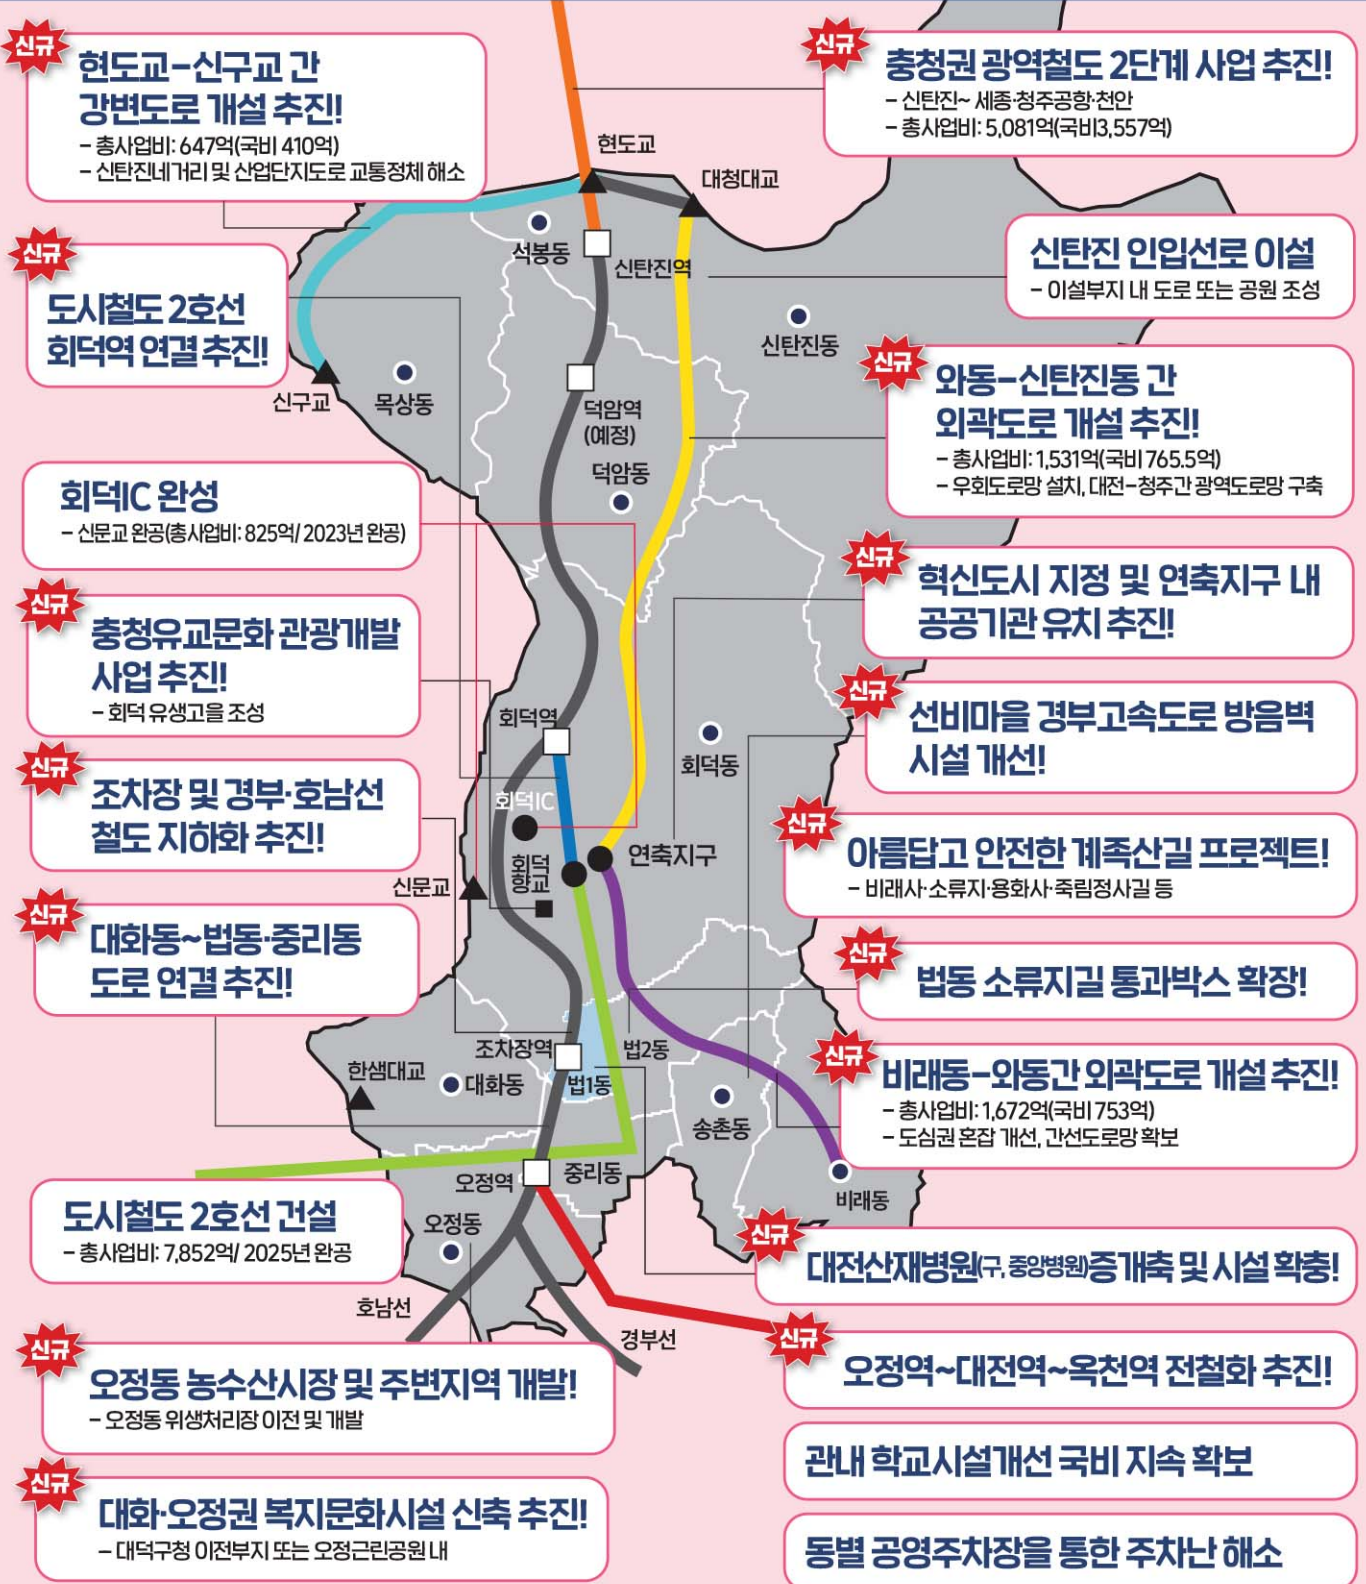 신규
현도교-신구교 간
강변도로 개설 추진!
- 총사업비: 647억(국비 410억)
- 신탄진네거리 및 산업단지도로 교통정체 해소
신규
충청권 광역철도 2단계 사업 추진!
- 신탄진~ 세종·청주공항·천안
- 총사업비: 5,081억(국비3,557억)
현도교
대청대교
신규
도시철도 2호선
회덕역 연결 추진!
석봉동
신탄진역
신탄진 인입선로 이설
- 이설부지 내 도로 또는 공원 조성
신탄진동
신구교
목상동
덕암역
(예정)
덕암동
신규
와동-신탄진동 간
외곽도로 개설 추진!
- 총사업비: 1,531억(국비 765.5억)
- 우회도로망 설치, 대전-청주간 광역도로망 구축
회덕IC 완성
- 신문교 완공(총사업비: 825억/ 2023년 완공)
신규
혁신도시 지정 및 연축지구 내
공공기관 유치 추진!
신규
충청유교문화 관광개발
사업 추진!
- 회덕 유생고을 조성
신규
선비마을 경부고속도로 방음벽
시설 개선!
회덕역
회덕동
신규
조차장 및 경부·호남선
철도 지하화 추진!
회덕IC
회덕
향교
연축지구
신문교
신규
아름답고 안전한 계족산길 프로젝트!
- 비래사·소류지·용화사·죽림정사길 등
신규
대화동~법동·중리동
도로 연결 추진!
신규
법동 소류지길 통과박스 확장!
조차장역
법2동
한샘대교
대화동
법1동
송촌동
신규
비래동-와동간 외곽도로 개설 추진!
- 총사업비: 1,672억(국비 753억)
- 도심권 혼잡 개선, 간선도로망 확보
오정역
중리동
비래동
도시철도 2호선 건설
- 총사업비: 7,852억/ 2025년 완공
오정동
신규
대전산재병원(구, 중앙병원)증개축 및 시설 확충!
호남선
경부선
신규
오정동 농수산시장 및 주변지역 개발!
- 오정동 위생처리장 이전 및 개발
신규
오정역~대전역~옥천역 전철화 추진!
관내 학교시설개선 국비 지속 확보
신규
대화·오정권 복지문화시설 신축 추진!
- 대덕구청 이전부지 또는 오정근린공원 내
동별 공영주차장을 통한 주차난 해소